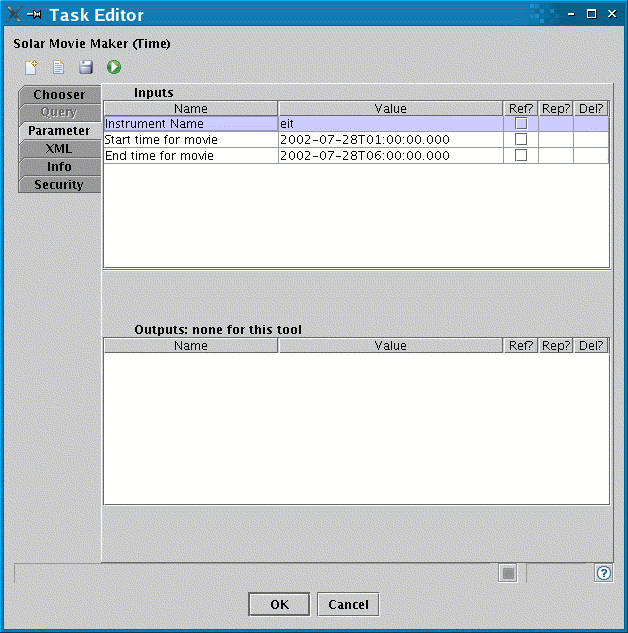 Task Editor
Solar Movie Maker (Time)
Chooser
Query
Parameter
XML
Info
Security
Inputs
Name Value Ref? Rep? Del?
Instrument Name eit
Start time for movie 2002-07-28T01:00:00.000
End time for movie 2002-07-28T06:00:00.000
Outputs: none for this tool
Name Value Ref? Rep? Del?
?
OK Cancel